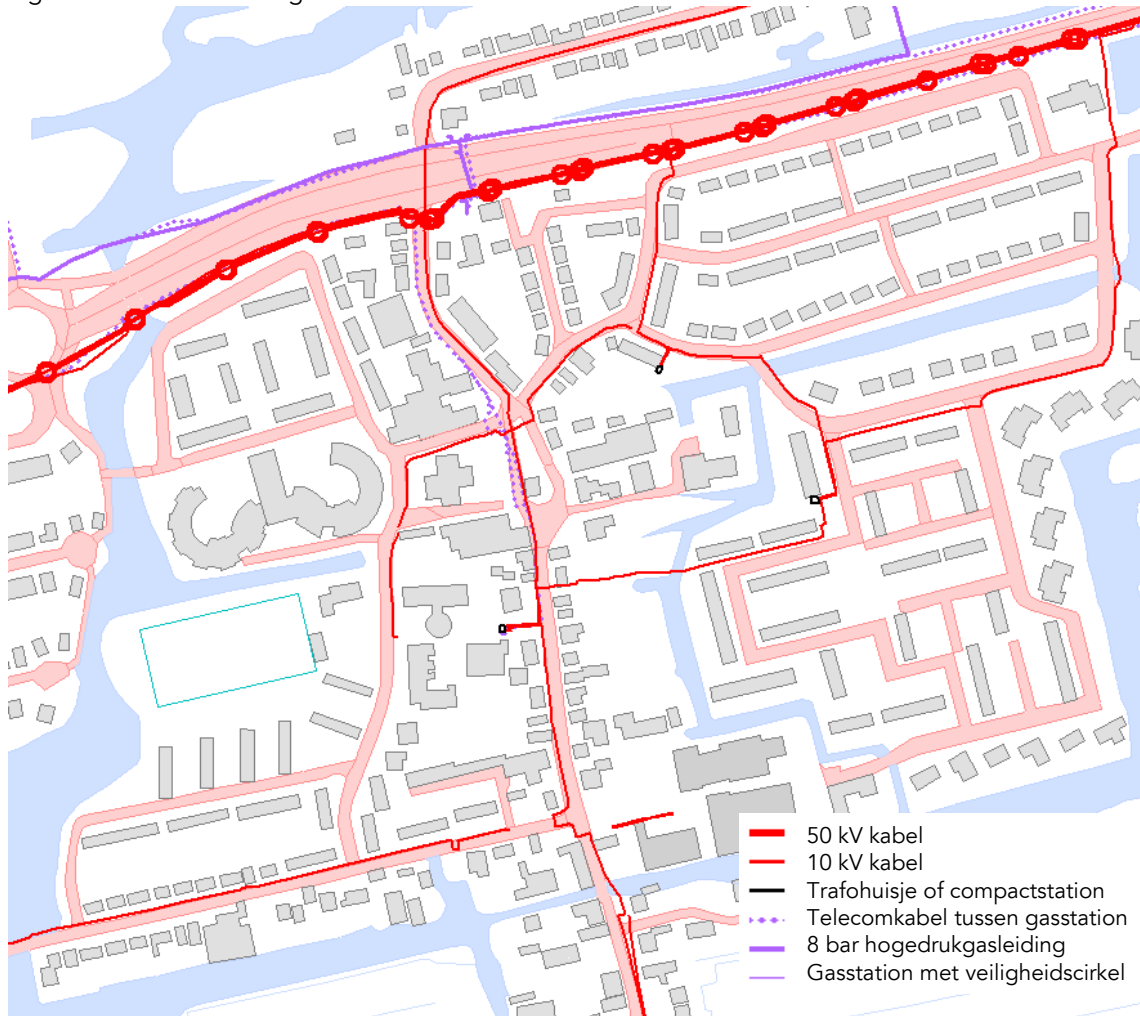 50 kV kabel
10 kV kabel
Trafohuisje of compactstation
Telecomkabel tussen gasstation
8 bar hogedrukgasleiding
Gasstation met veiligheidscirkel